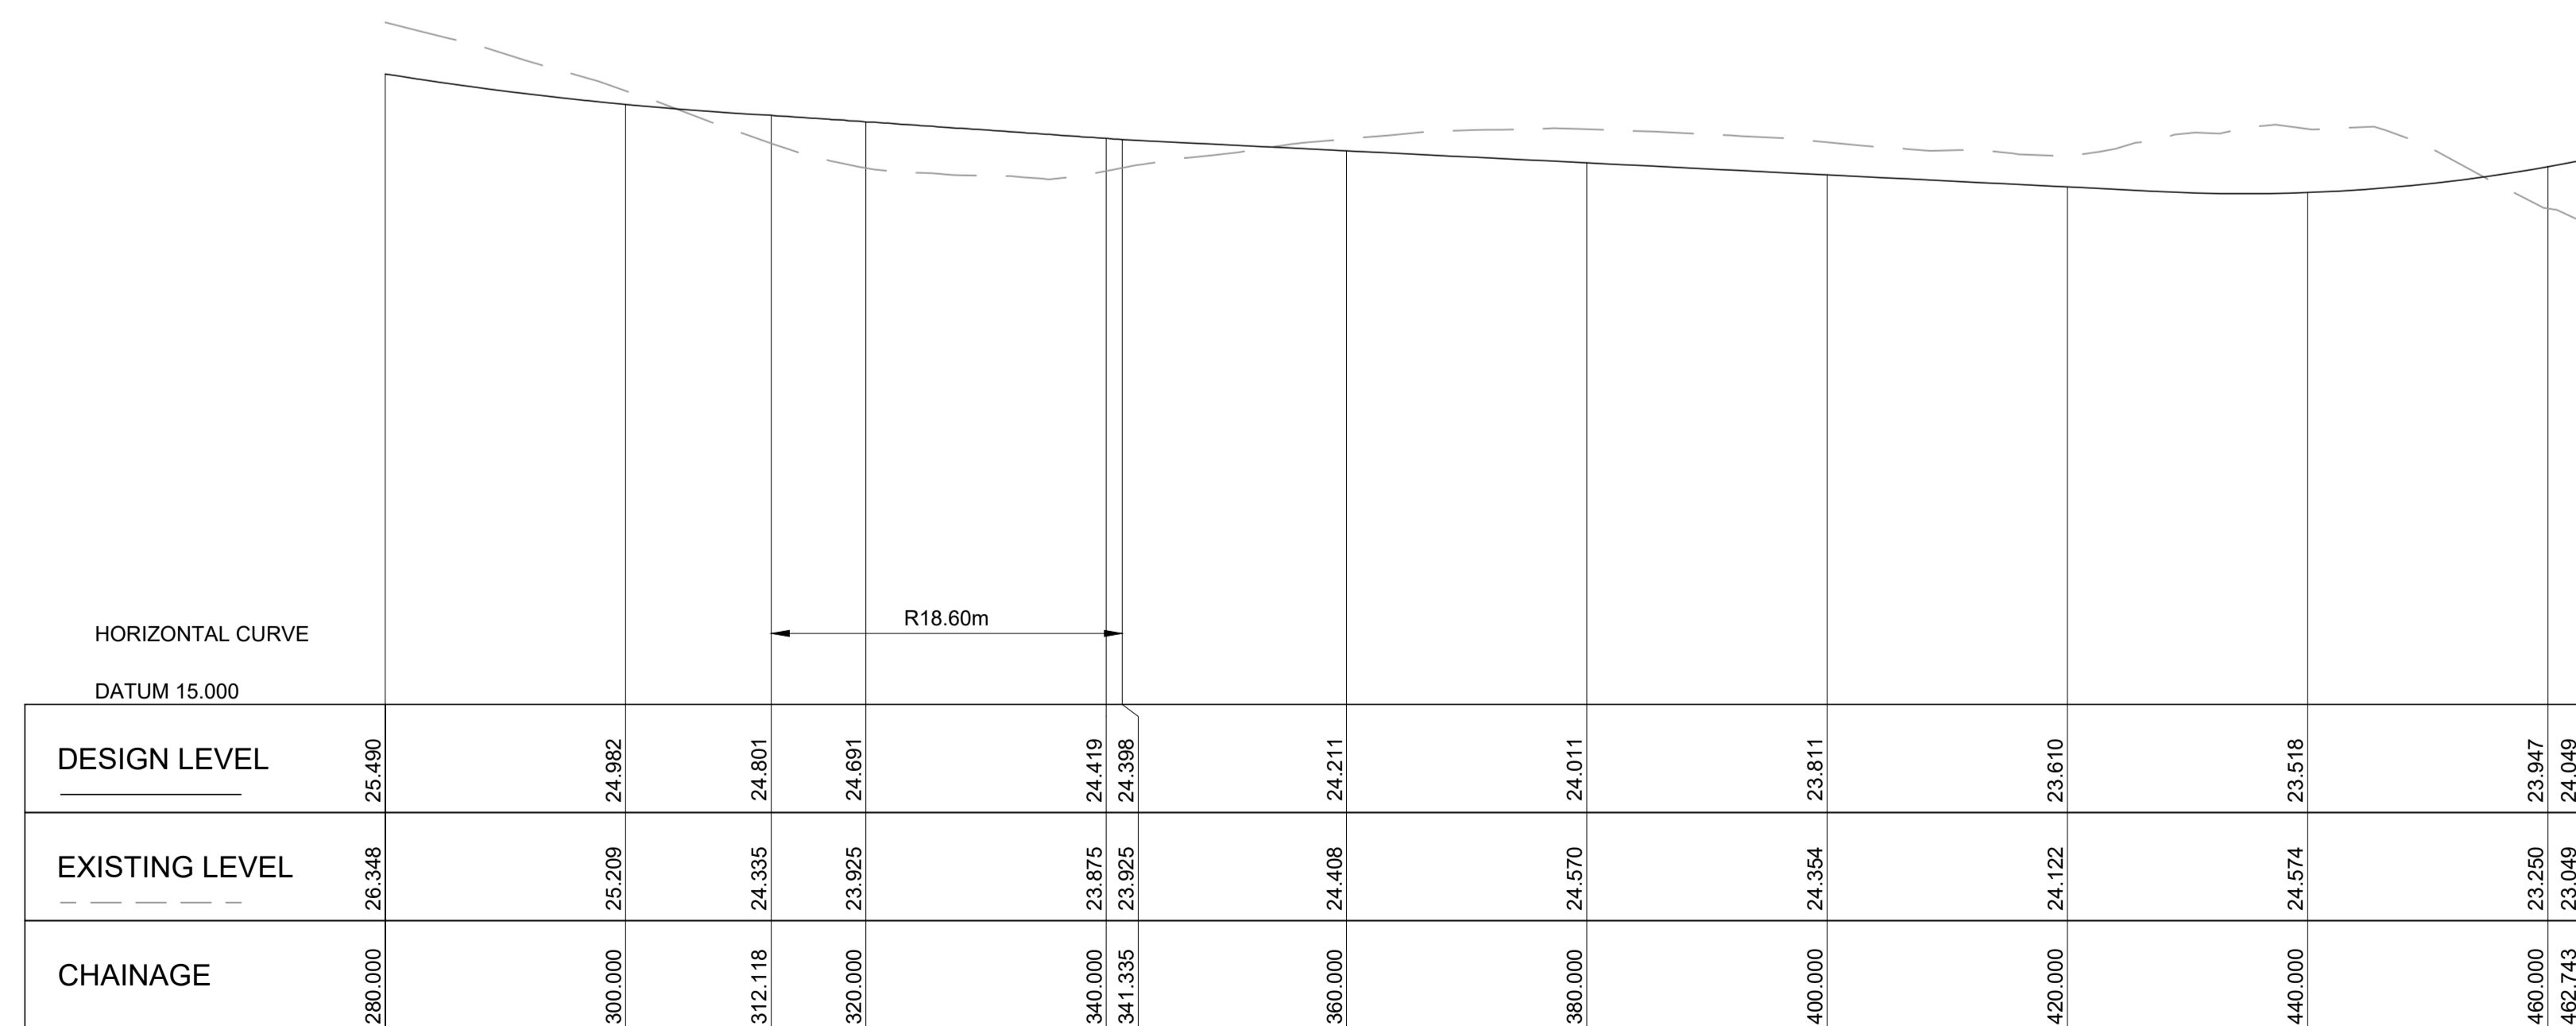 R18.60m
HORIZONTAL CURVE
DATUM 15.000
DESIGN LEVEL 25.490 24.982 24.801 24.691 24.419 24.398 24.211 24.011 23.811 23.610 23.518 23.947 24.049
EXISTING LEVEL 26.348 25.209 24.335 23.925 23.875 23.925 24.408 24.570 24.354 24.122 24.574 23.250 23.049
CHAINAGE 280.000 300.000 312.118 320.000 340.000 341.335 360.000 380.000 400.000 420.000 440.000 460.000 462.743